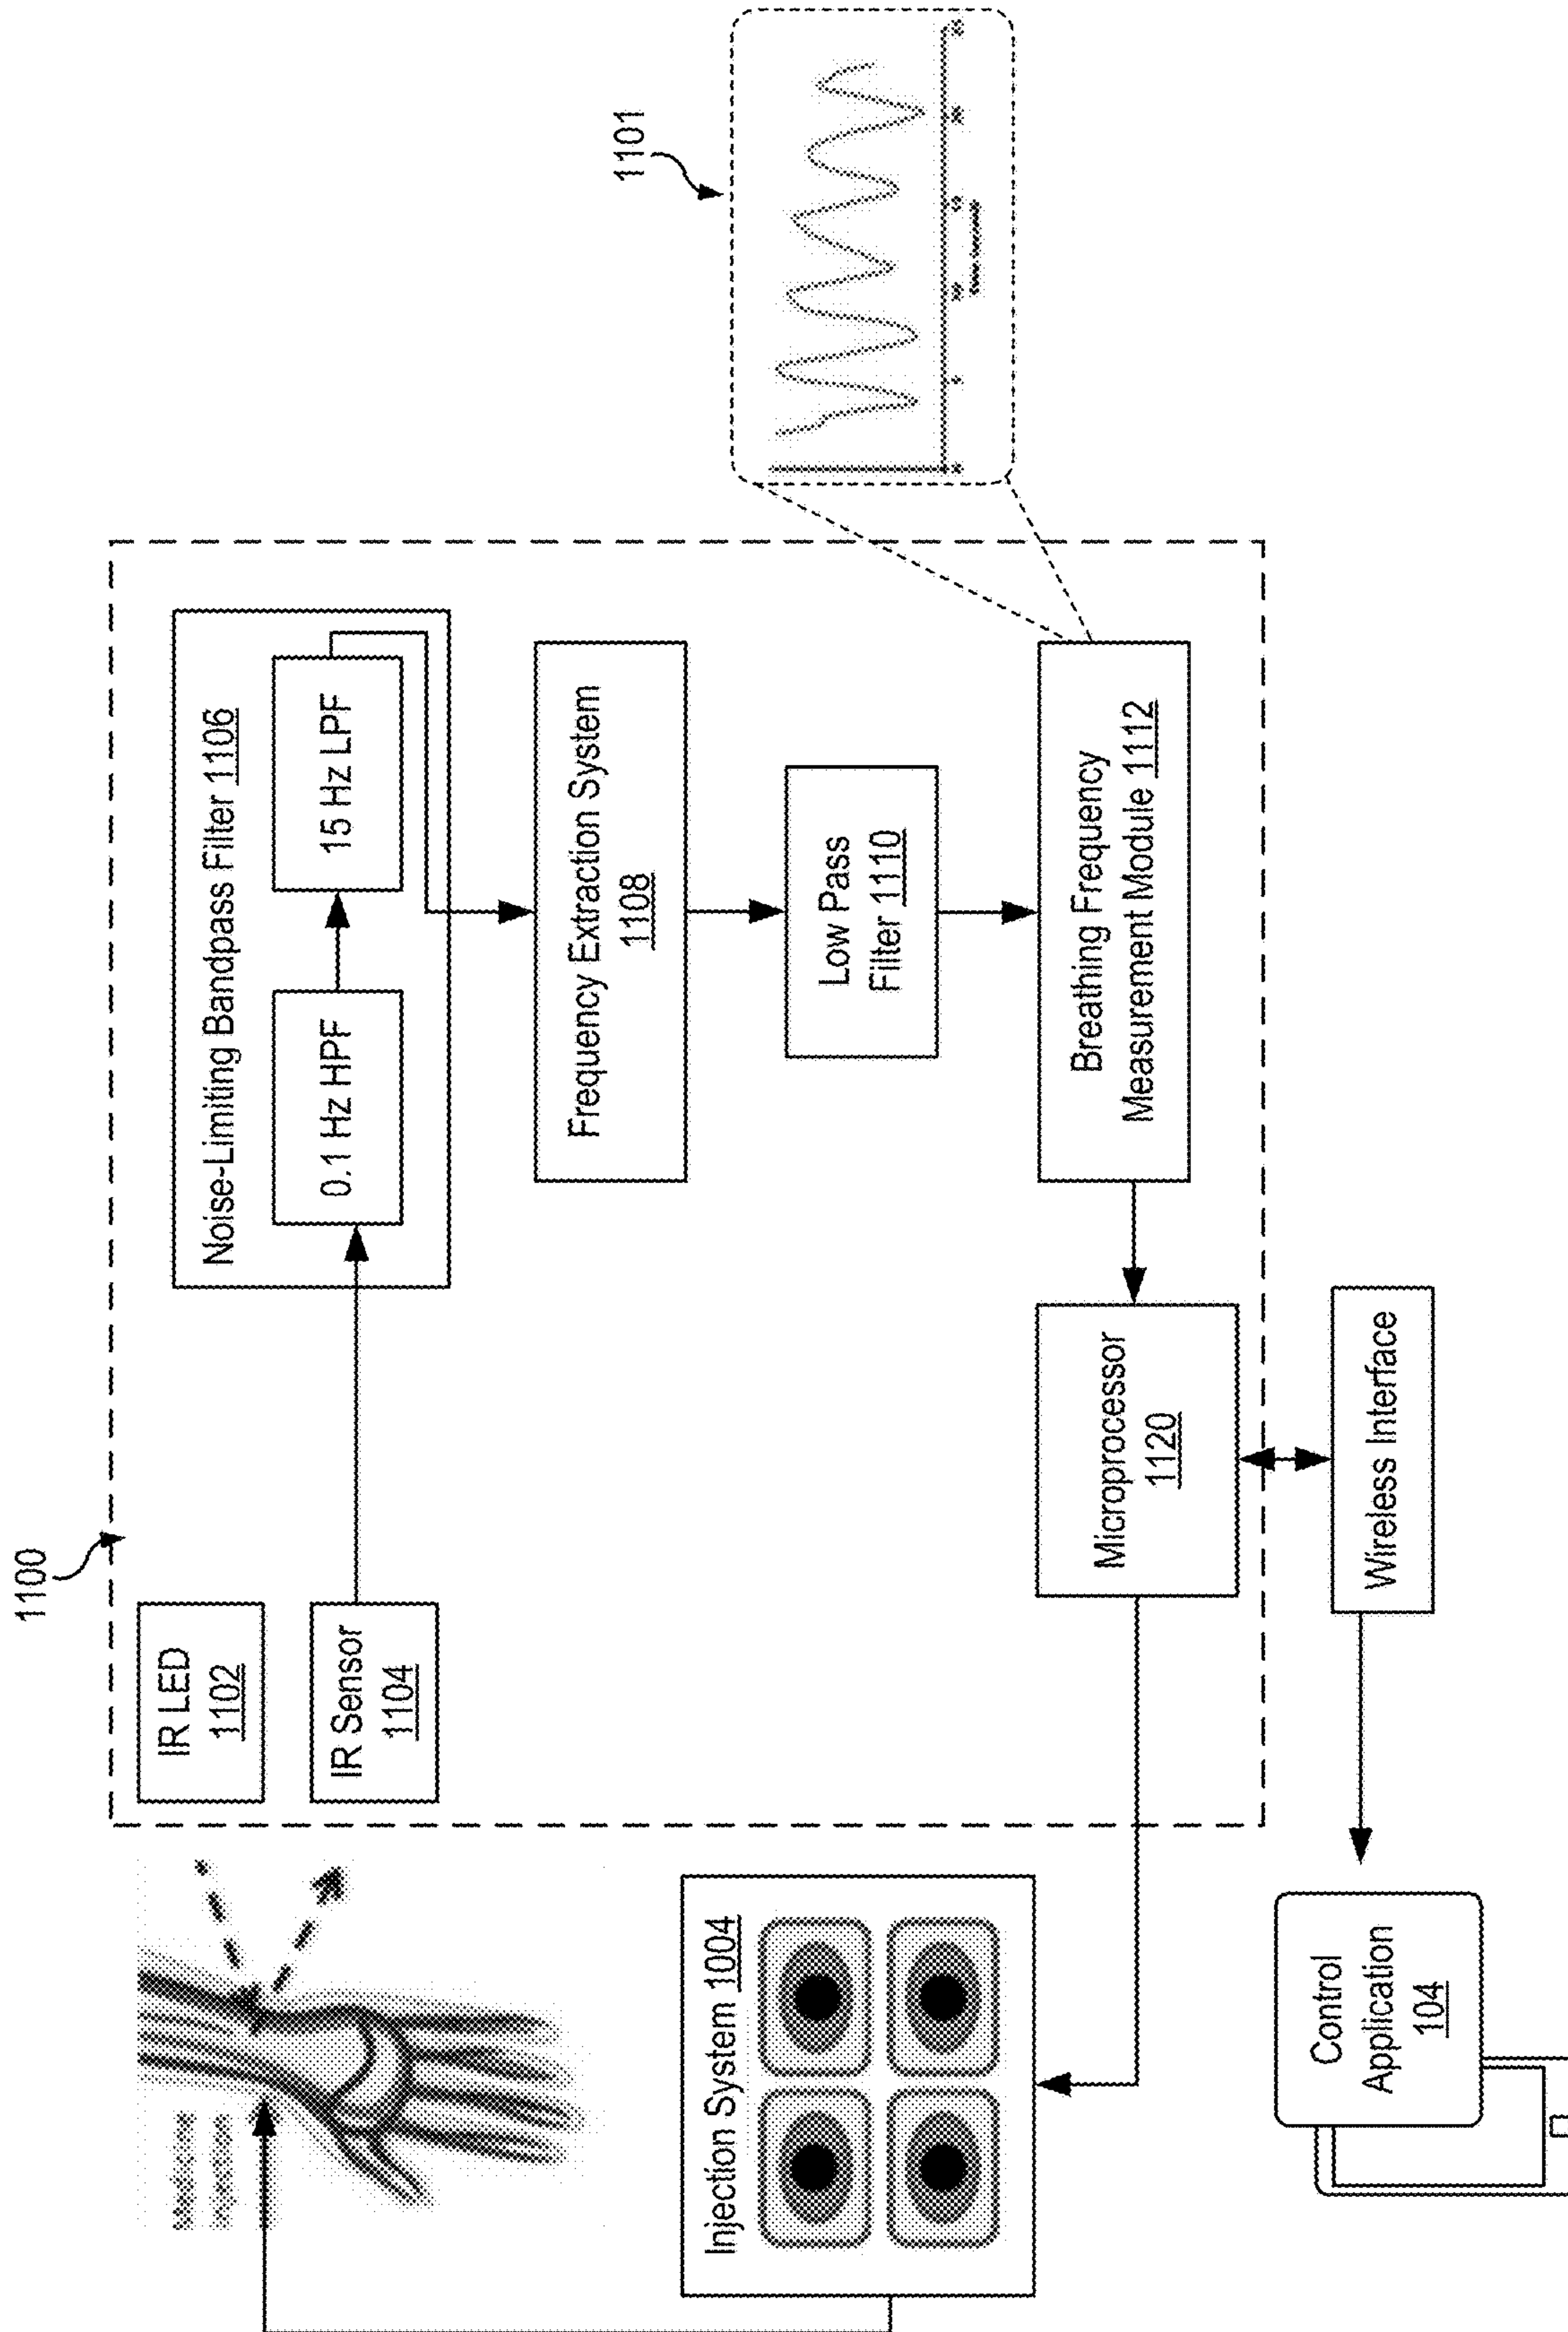 1100
IR LED
1102
IR Sensor
1104
Noise-Limiting Bandpass Filter 1106
0.1 Hz HPF
15 Hz LPF
Frequency Extraction System
1108
Low Pass
Filter 1110
Breathing Frequency
Measurement Module 1112
1101
Microprocessor
1120
Wireless Interface
Medicine
Injection
Injection System 1004
Control
Application
104